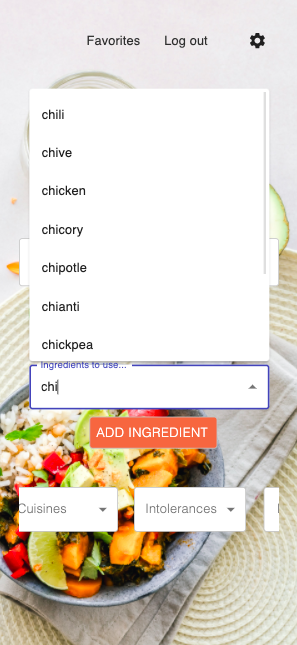 Favorites Log out
chili
chive
chicken
chicory
chipotle
chianti
chickpea
Ingredients to use...
chi
ADD INGREDIENT
Cuisines Intolerances